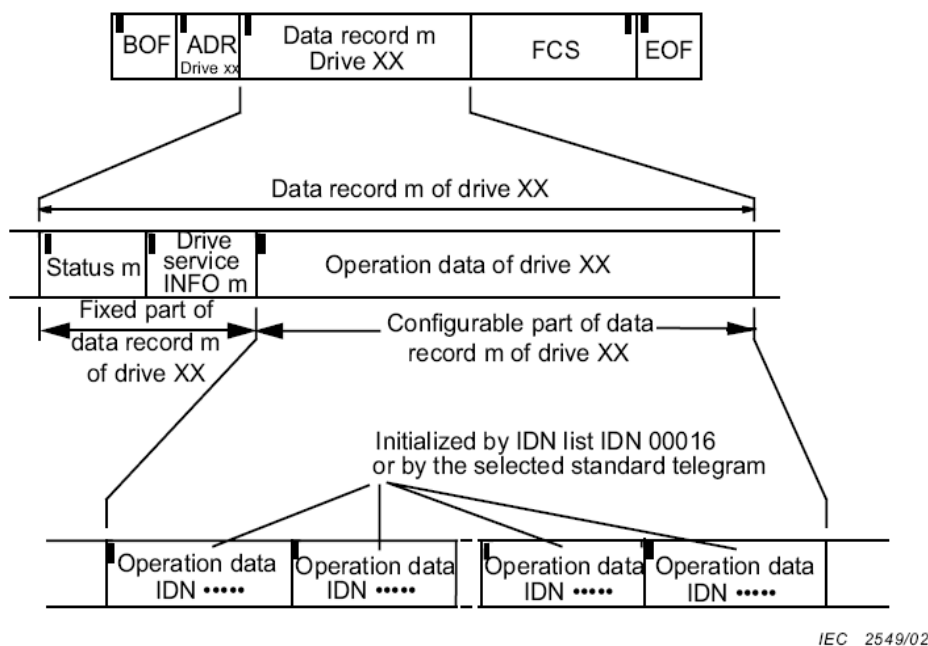 BOF
ADR
Drive xx
Data record m
Drive XX
FCS
EOF
Data record m of drive XX
Status m
Drive
service
INFO m
Operation data of drive XX
Fixed part of
data record m
of drive XX
Configurable part of data
record m of drive XX
Initialized by IDN list IDN 00016
or by the selected standard telegram
Operation data
IDN •••••
Operation data
IDN •••••
Operation data
IDN •••••
Operation data
IDN •••••
IEC 2549/02